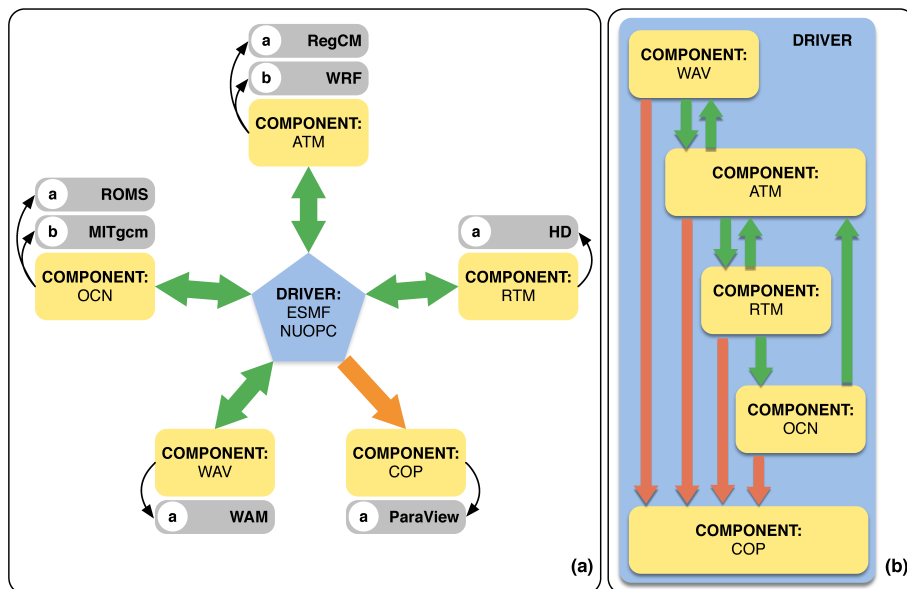 a RegCM
b WRF
COMPONENT:
ATM
a ROMS
b MITgcm
COMPONENT:
OCN
a HD
COMPONENT:
RTM
DRIVER:
ESMF
NUOPC
COMPONENT:
WAV
a WAM
COMPONENT:
COP
a ParaView
(a)
DRIVER
COMPONENT:
WAV
COMPONENT:
ATM
COMPONENT:
RTM
COMPONENT:
OCN
COMPONENT:
COP
(b)